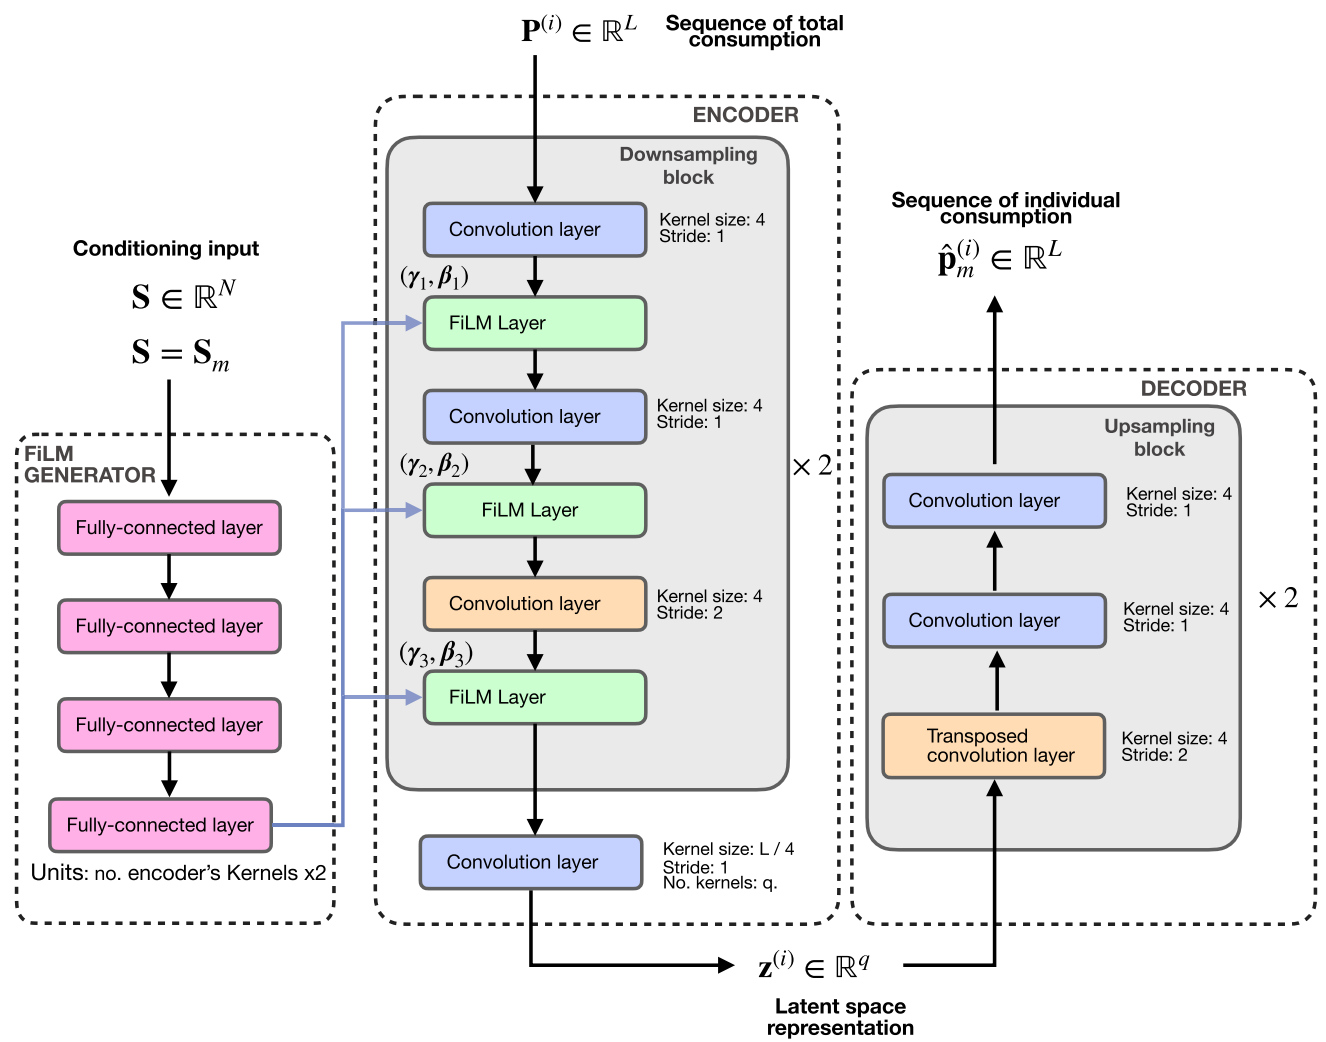 𝐏⁽ⁱ⁾ ∈ ℝᴸ
Sequence of total
consumption
ENCODER
Downsampling
block
Convolution layer
Kernel size: 4
Stride: 1
(𝜸₁, 𝜷₁)
FiLM Layer
Convolution layer
Kernel size: 4
Stride: 1
(𝜸₂, 𝜷₂)
FiLM Layer
Convolution layer
Kernel size: 4
Stride: 2
(𝜸₃, 𝜷₃)
FiLM Layer
× 2
Convolution layer
Kernel size: L / 4
Stride: 1
No. kernels: q.
Conditioning input
𝐒 ∈ ℝᴺ
𝐒 = 𝐒ₘ
FiLM
GENERATOR
Fully-connected layer
Fully-connected layer
Fully-connected layer
Fully-connected layer
Units: no. encoder's Kernels x2
𝐳⁽ⁱ⁾ ∈ ℝ^q
Latent space
representation
Sequence of individual
consumption
𝐩̂ₘ⁽ⁱ⁾ ∈ ℝᴸ
DECODER
Upsampling
block
Convolution layer
Kernel size: 4
Stride: 1
Convolution layer
Kernel size: 4
Stride: 1
× 2
Transposed
convolution layer
Kernel size: 4
Stride: 2